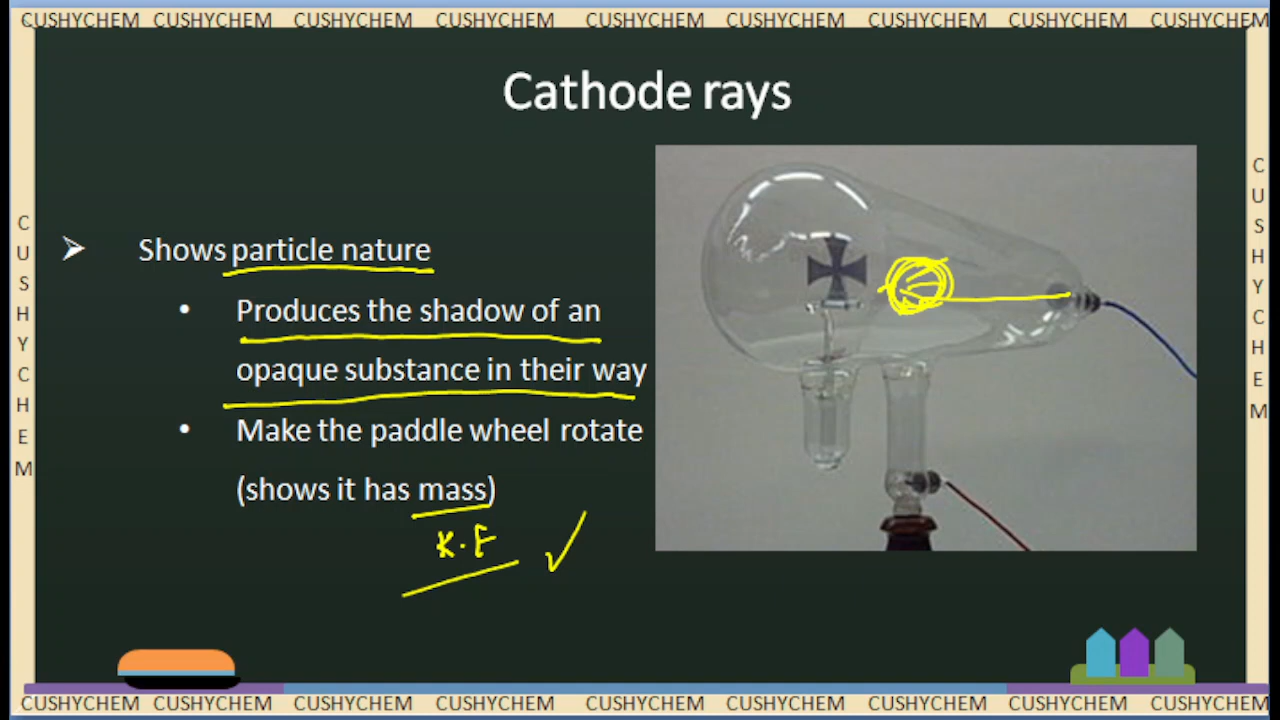 CUSHYCHEM CUSHYCHEM CUSHYCHEM CUSHYCHEM CUSHYCHEM CUSHYCHEM CUSHYCHEM CUSHYCHEM CUSHYCHEM
Cathode rays
CUSHYCHEM
Shows particle nature
Produces the shadow of an
opaque substance in their way
Make the paddle wheel rotate
(shows it has mass)
K.E
CUSHYCHEM
CUSHYCHEM CUSHYCHEM CUSHYCHEM CUSHYCHEM CUSHYCHEM CUSHYCHEM CUSHYCHEM CUSHYCHEM CUSHYCHEM